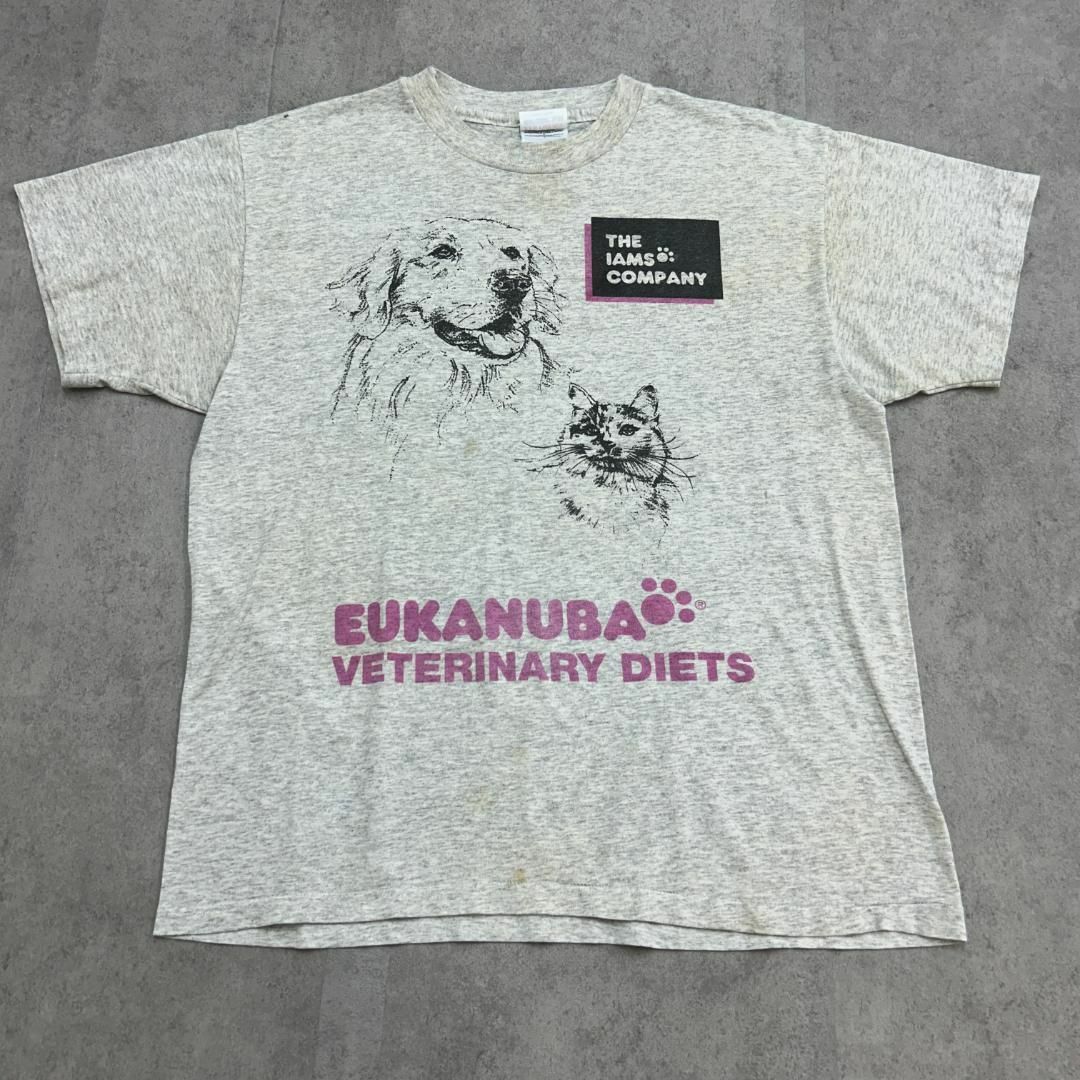 THE
IAMS
COMPANY
EUKANUBA®
VETERINARY DIETS